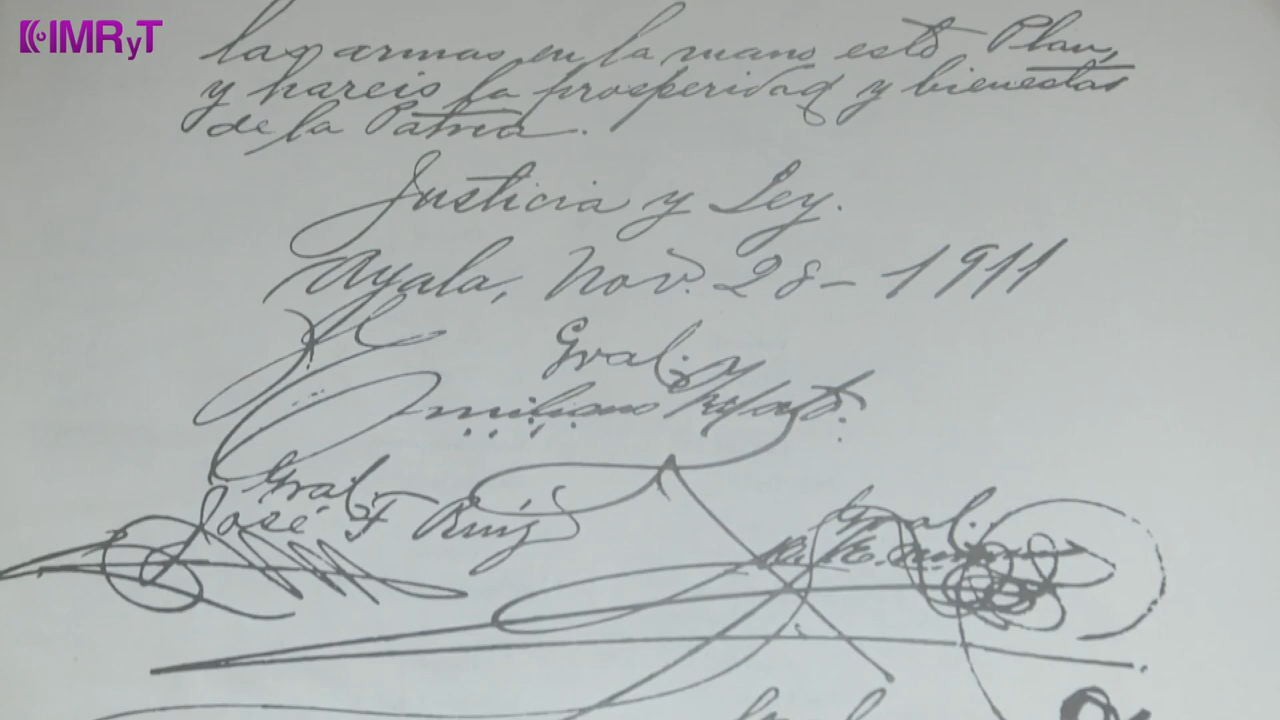 IMRyT
las armas en la mano esté Plan,
y hareis la prosperidad y bienestar
de la Patria.
Justicia y Ley.
Ayala, Nov. 28-1911
Gral.
Emiliano Zapata.
Gral.
José T Ruiz
Gral.